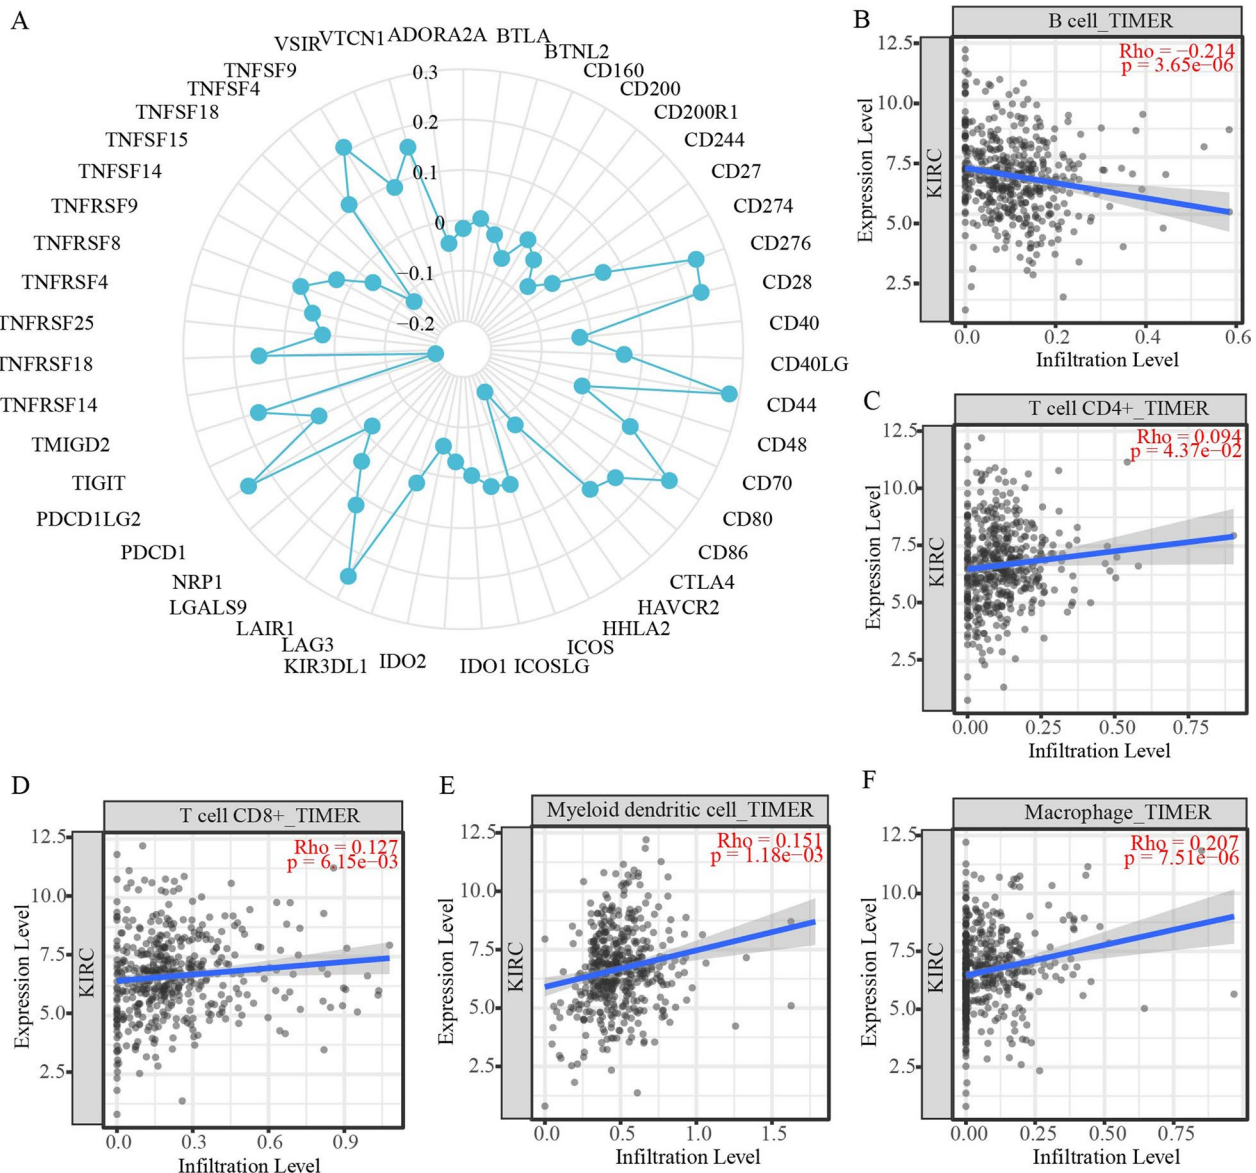 A
ADORA2A
BTLA
BTNL2
CD160
CD200
CD200R1
CD244
CD27
CD274
CD276
CD28
CD40
CD40LG
CD44
CD48
CD70
CD80
CD86
CTLA4
HAVCR2
HHLA2
ICOS
ICOSLG
IDO1
IDO2
KIR3DL1
LAG3
LAIR1
LGALS9
NRP1
PDCD1
PDCD1LG2
TIGIT
TMIGD2
TNFRSF14
TNFRSF18
TNFRSF25
TNFRSF4
TNFRSF8
TNFRSF9
TNFSF14
TNFSF15
TNFSF18
TNFSF4
TNFSF9
VSIR
VTCN1
0.3
0.2
0.1
0
−0.1
−0.2
B
B cell_TIMER
Rho = −0.214
p = 3.65e−06
KIRC
Expression Level
12.5
10.0
7.5
5.0
2.5
0.0 0.2 0.4 0.6
Infiltration Level
C
T cell CD4+_TIMER
Rho = 0.094
p = 4.37e−02
KIRC
Expression Level
12.5
10.0
7.5
5.0
2.5
0.00 0.25 0.50 0.75
Infiltration Level
D
T cell CD8+_TIMER
Rho = 0.127
p = 6.15e−03
KIRC
Expression Level
12.5
10.0
7.5
5.0
2.5
0.0 0.3 0.6 0.9
Infiltration Level
E
Myeloid dendritic cell_TIMER
Rho = 0.151
p = 1.18e−03
KIRC
Expression Level
12.5
10.0
7.5
5.0
2.5
0.0 0.5 1.0 1.5
Infiltration Level
F
Macrophage_TIMER
Rho = 0.207
p = 7.51e−06
KIRC
Expression Level
12.5
10.0
7.5
5.0
2.5
0.00 0.25 0.50 0.75
Infiltration Level